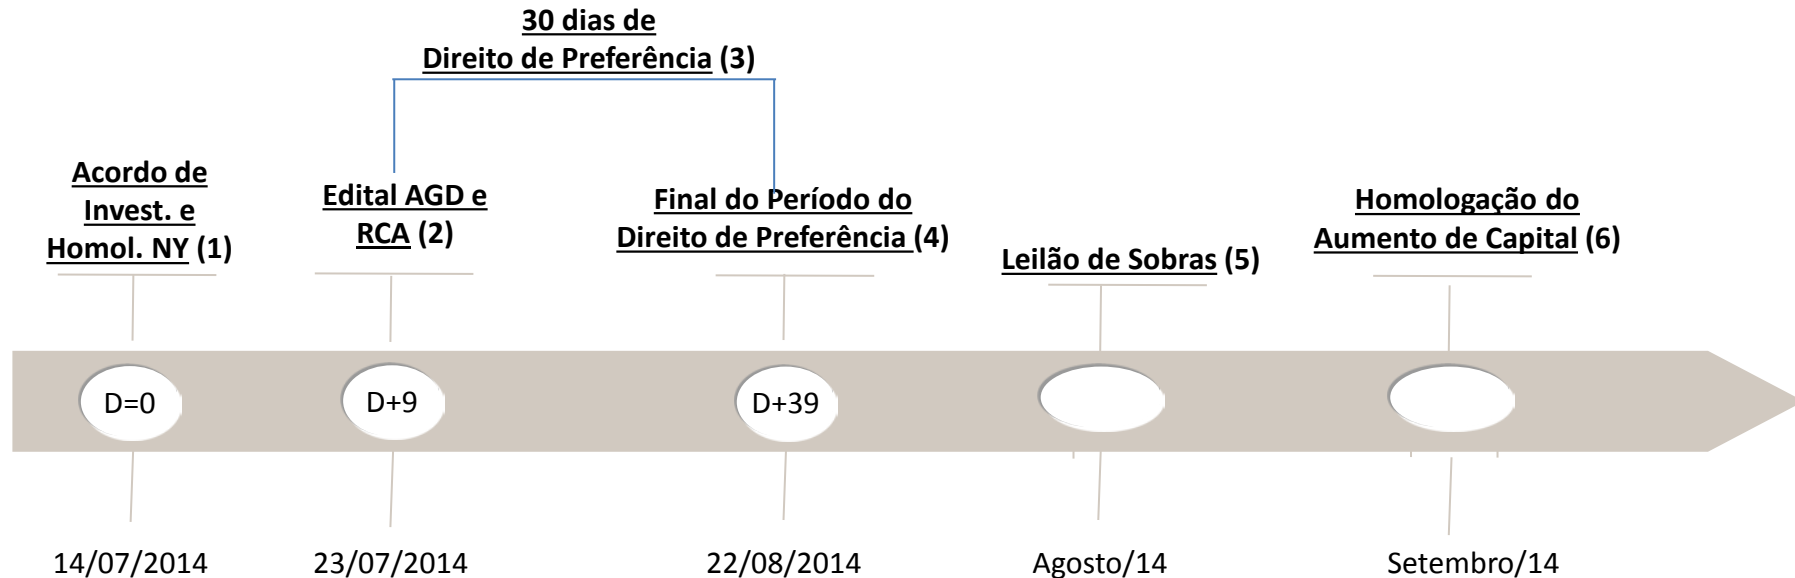 30 dias de
Direito de Preferência (3)
Acordo de
Invest. e
Homol. NY (1)
Edital AGD e
RCA (2)
Final do Período do
Direito de Preferência (4)
Leilão de Sobras (5)
Homologação do
Aumento de Capital (6)
D=0
D+9
D+39
14/07/2014
23/07/2014
22/08/2014
Agosto/14
Setembro/14